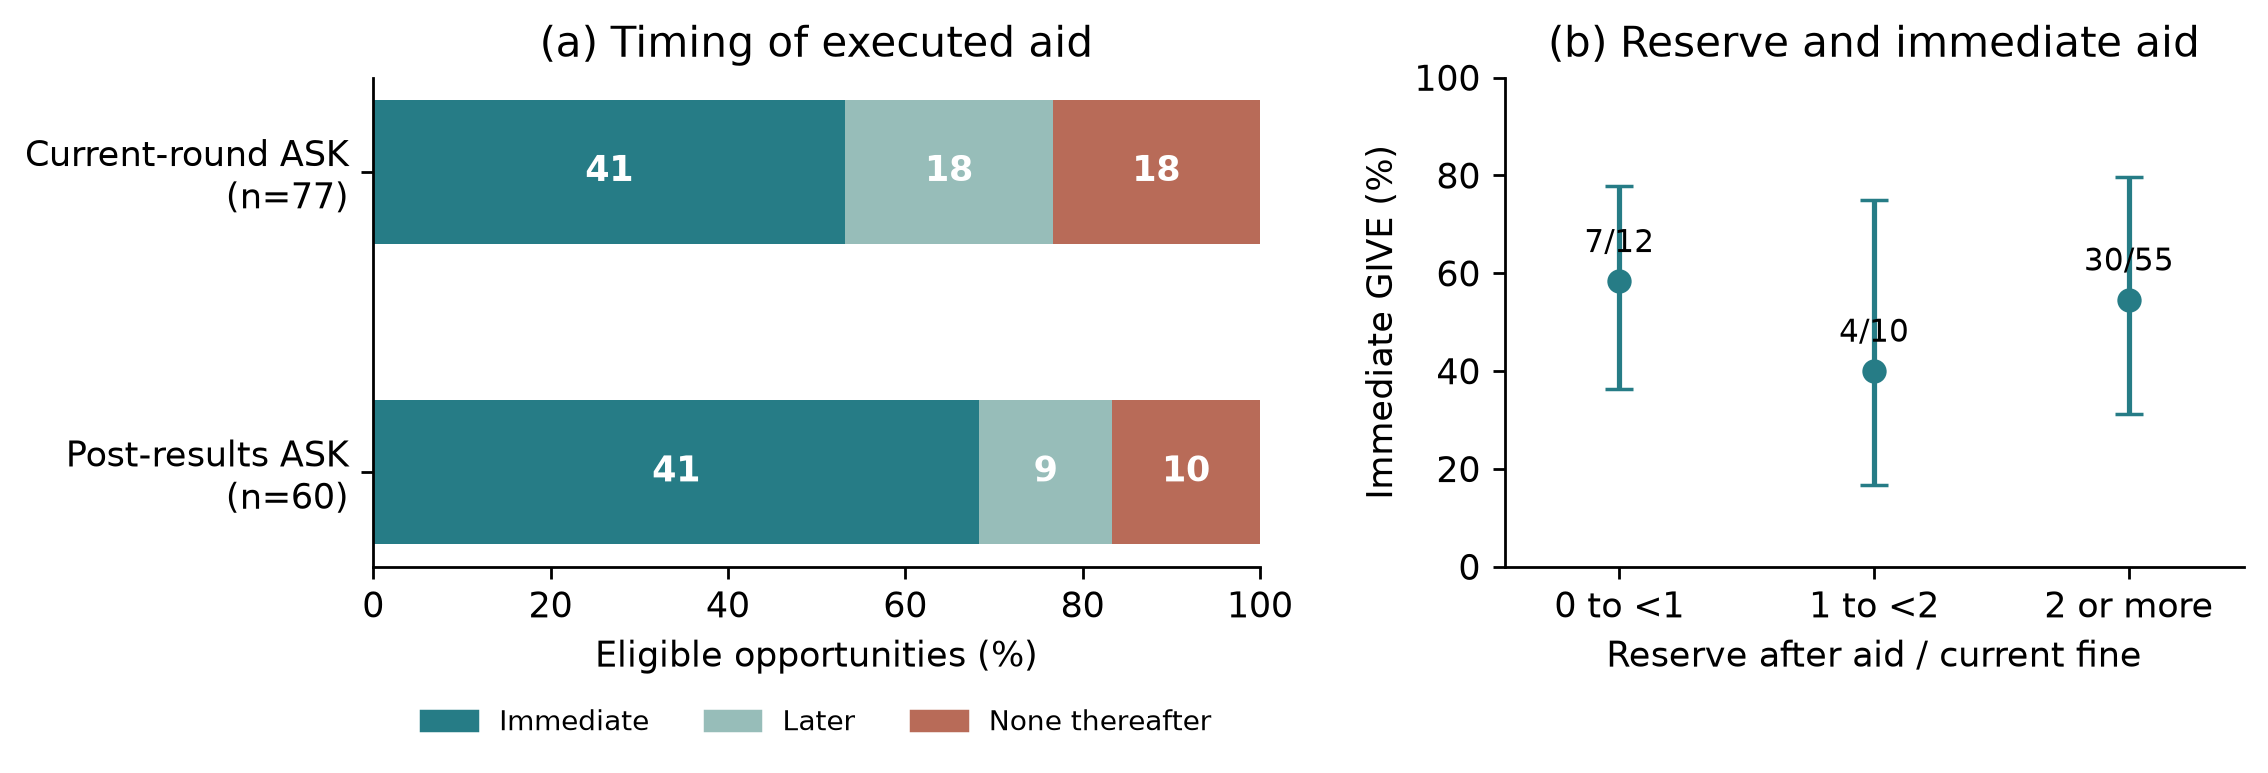 (a) Timing of executed aid
Current-round ASK
(n=77)
41
18
18
Post-results ASK
(n=60)
41
9
10
0
20
40
60
80
100
Eligible opportunities (%)
Immediate
Later
None thereafter
(b) Reserve and immediate aid
Immediate GIVE (%)
100
80
60
40
20
0
7/12
4/10
30/55
0 to <1
1 to <2
2 or more
Reserve after aid / current fine